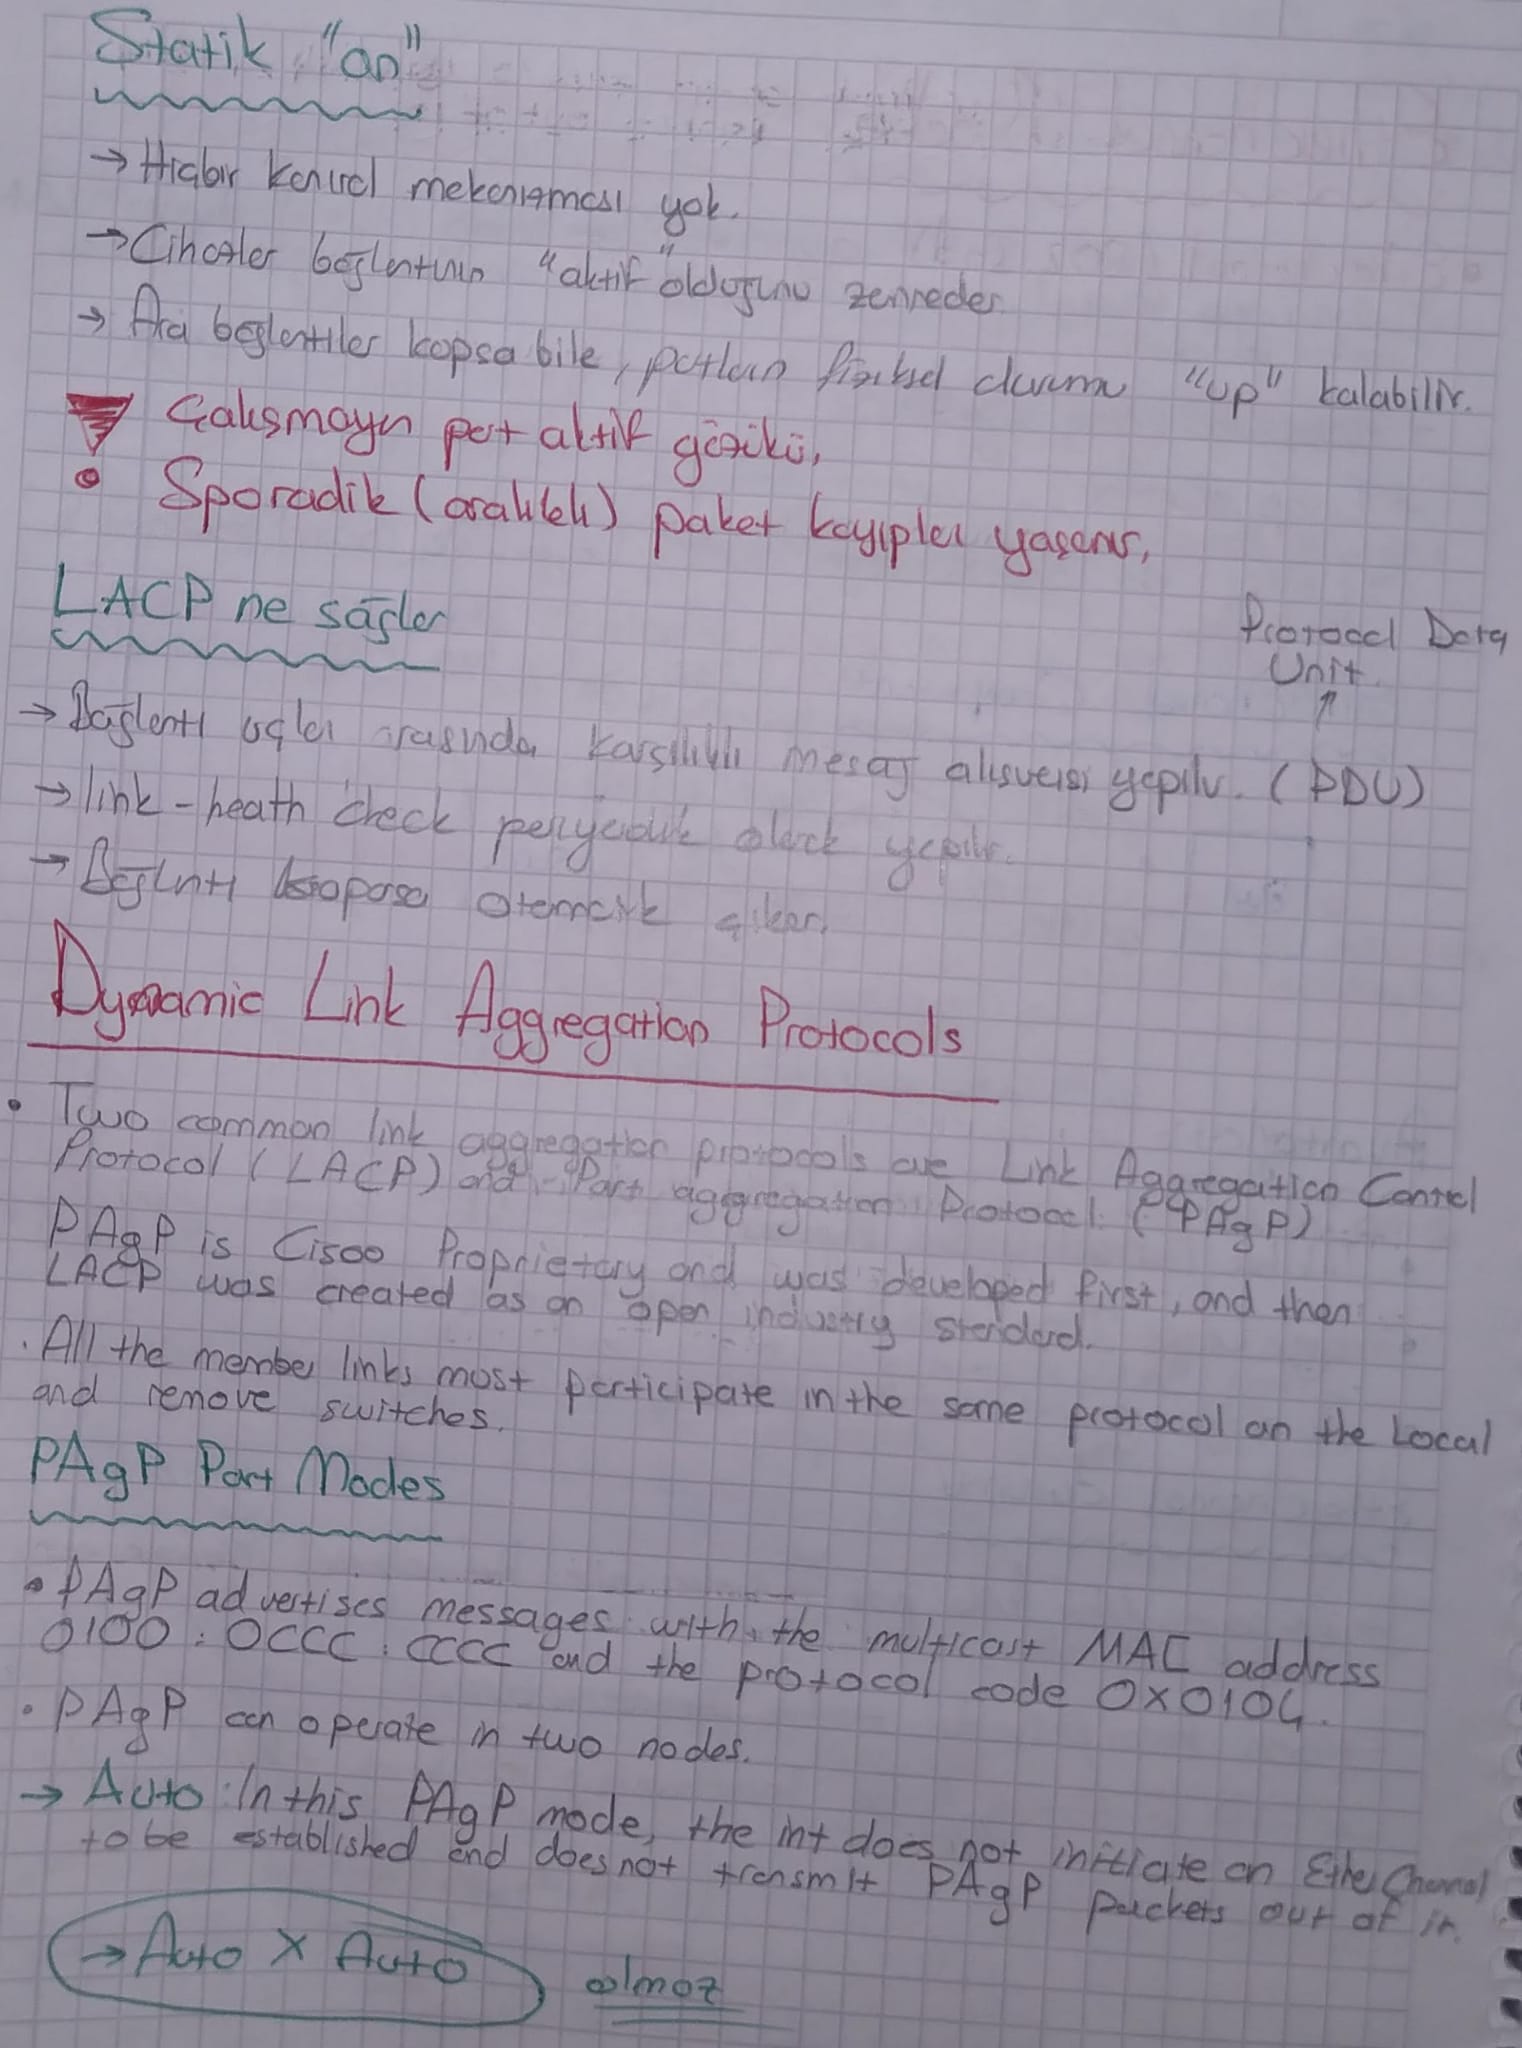 Statik "on"
→ Hiçbir kontrol mekanizması yok.
→ Cihazlar bağlantının "aktif" olduğunu zanneder
→ Ara bağlantılar kopsa bile, portların fiziksel durumu "up" kalabilir.
Çalışmayan port aktif gözükür,
Sporadik (aralıklı) paket kayıpları yaşanır,
LACP ne sağlar
Protocol Data
Unit
↑
→ Bağlantı uçları arasında karşılıklı mesaj alışverişi yapılır. (PDU)
→ link-heath check periyodik olarak yapılır.
→ Bağlntı koparsa otomatik çıkarı
Dynamic Link Aggregation Protocols
• Two common link aggregation protocols are Link Aggregation Control
Protocol (LACP) and Port aggregation Protocol (PAgP)
PAgP is Cisco Proprietary and was developed first, and then
LACP was created as an open industry standard.
. All the member links must participate in the same protocol on the Local
and remove switches.
PAgP Port Modes
• PAgP advertises messages with the multicast MAC address
0100:0CCC:CCCC and the protocol code 0x0104.
• PAgP can operate in two nodes.
→ Auto: In this PAgP mode, the int does not initiate an EtherChannel
to be established and does not transmit PAgP packets out of it.
→ Auto X Auto olmaz